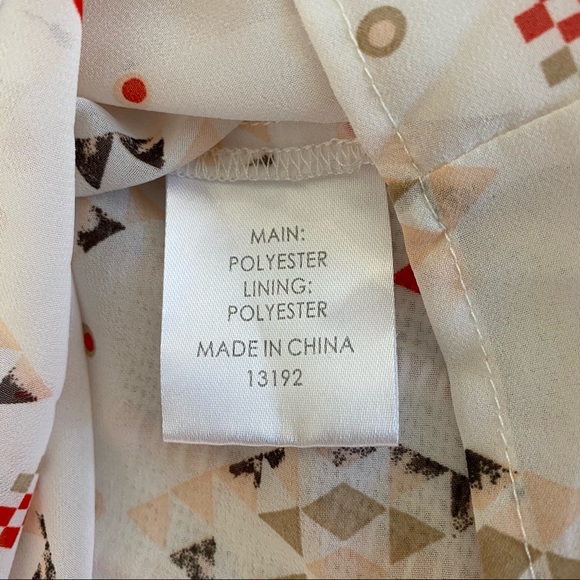 MAIN:
POLYESTER
LINING:
POLYESTER
MADE IN CHINA
13192